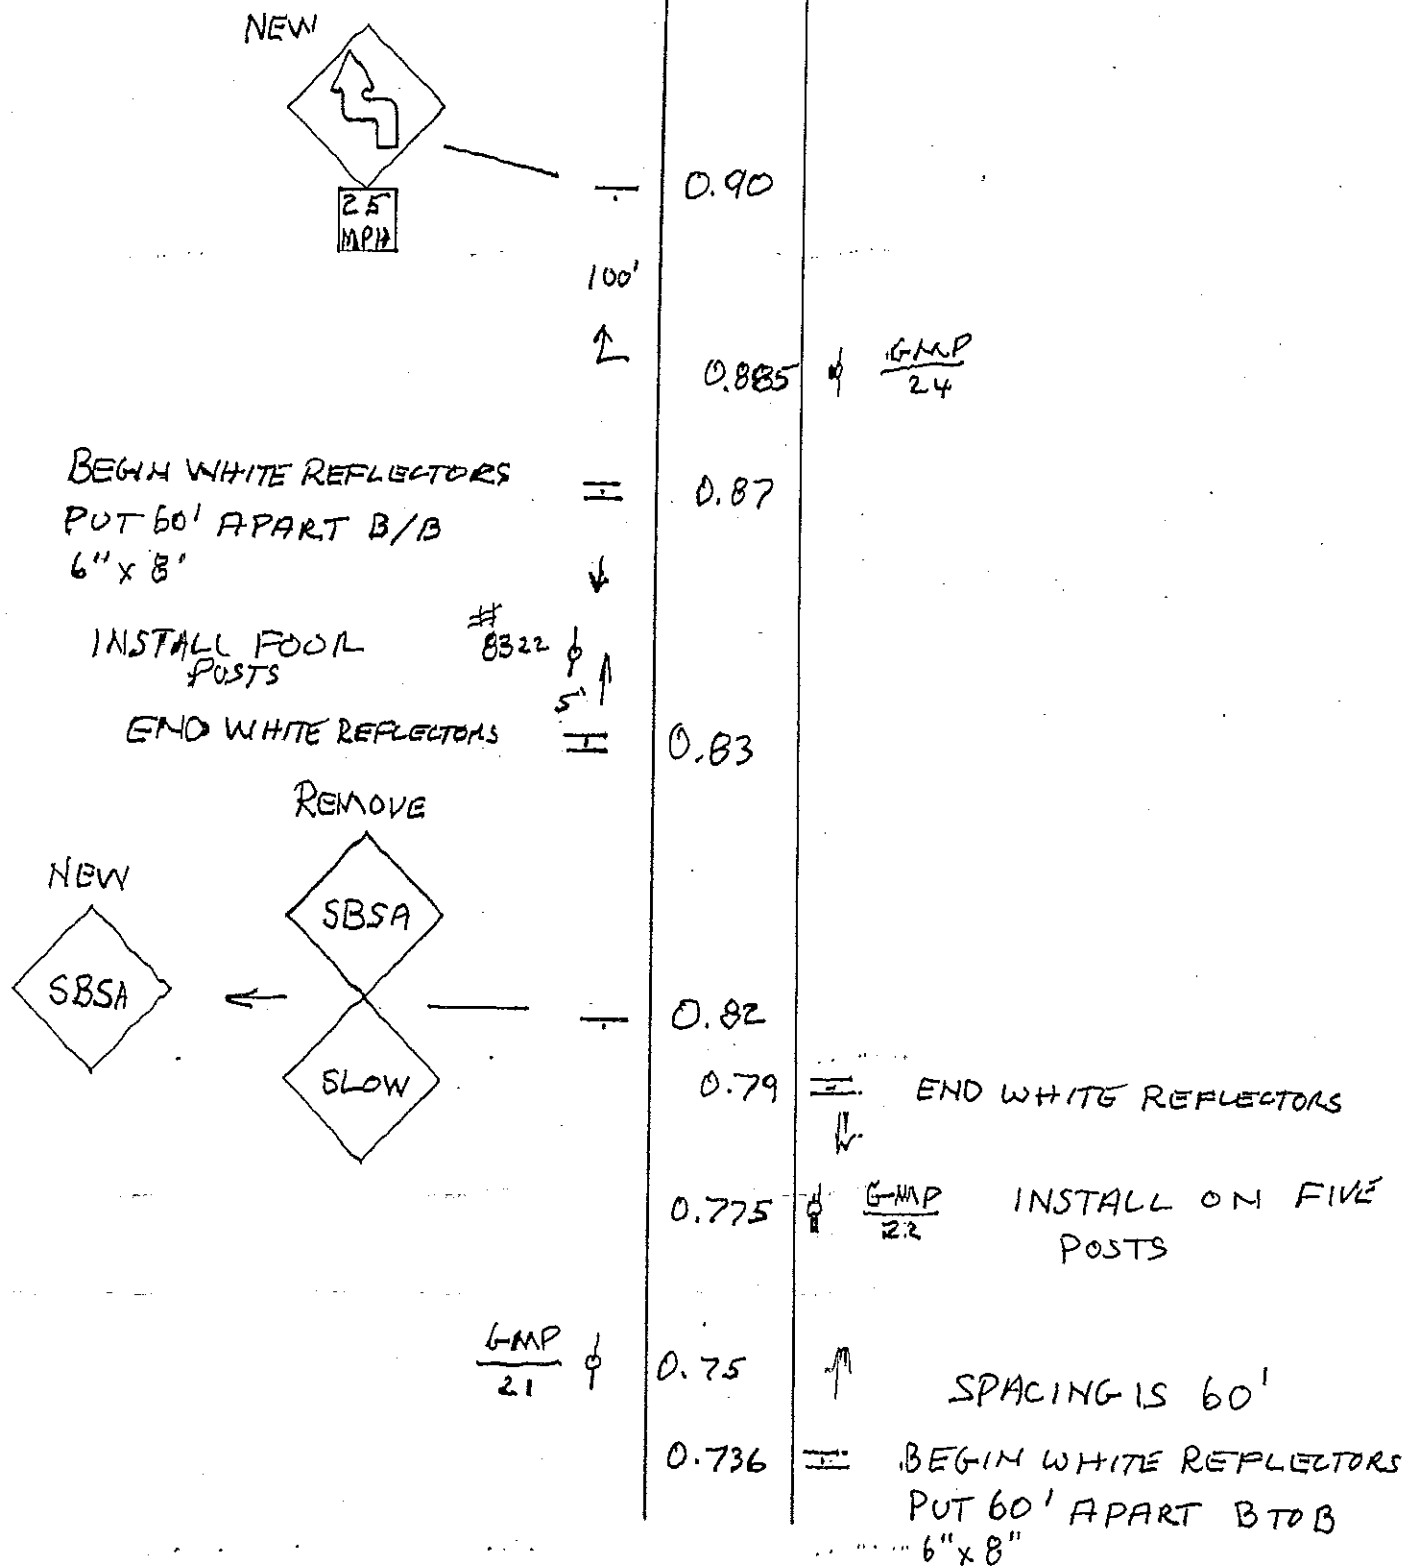 NEW
25
MPH
0.90
100'
0.885
GMP
24
BEGIN WHITE REFLECTORS
PUT 60' APART B/B
6" x 8'
0.87
INSTALL FOUR
POSTS
#
8322
5'
END WHITE REFLECTORS
0.83
REMOVE
NEW
SBSA
SBSA
SLOW
0.82
0.79
END WHITE REFLECTORS
0.775
GMP
22
INSTALL ON FIVE
POSTS
GMP
21
0.75
SPACING IS 60'
0.736
BEGIN WHITE REFLECTORS
PUT 60' APART B TO B
6" x 8"